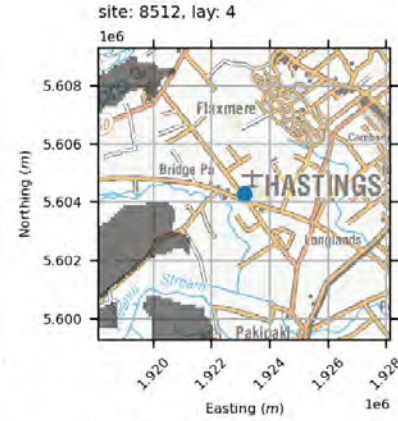 site: 8512, lay: 4
1e6
5.608
5.606
5.604
5.602
5.600
Northing (m)
Flaxmere
Bridge Pa
HASTINGS
Longlands
Stream
Pakipaki
1.920
1.922
1.924
1.926
1.928
1e6
Easting (m)